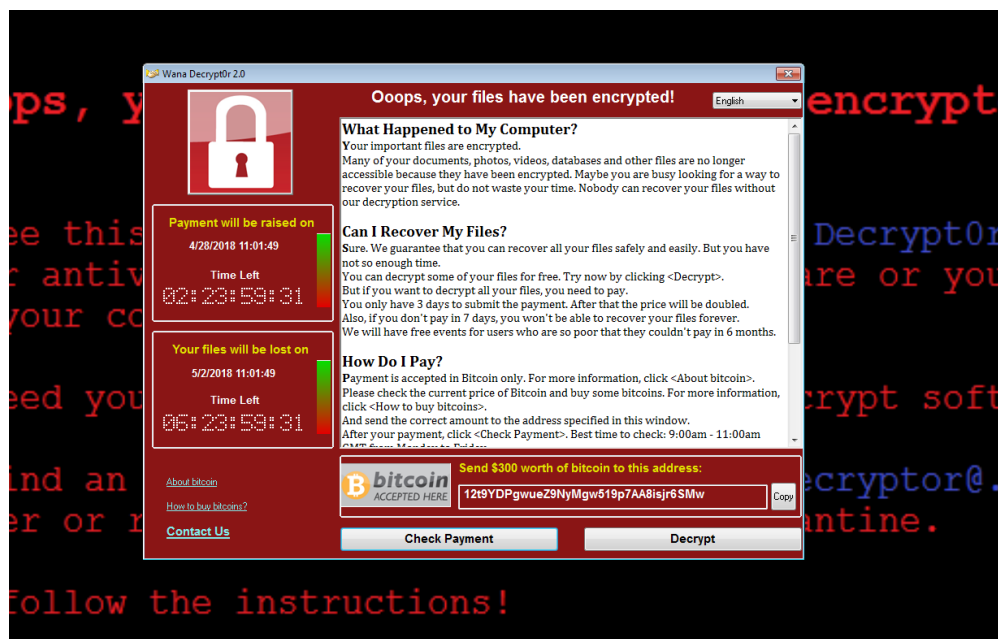 ops, y
encrypt
ee this
Decrypt0r
r antiv
are or you
your co
eed you
crypt soft
ind an
ecryptor@.
er or r
antine.
follow the instructions!
Wana Decrypt0r 2.0
Ooops, your files have been encrypted!
English
Payment will be raised on
4/28/2018 11:01:49
Time Left
02:23:59:31
Your files will be lost on
5/2/2018 11:01:49
Time Left
06:23:59:31
About bitcoin
How to buy bitcoins?
Contact Us
What Happened to My Computer?
Your important files are encrypted.
Many of your documents, photos, videos, databases and other files are no longer
accessible because they have been encrypted. Maybe you are busy looking for a way to
recover your files, but do not waste your time. Nobody can recover your files without
our decryption service.
Can I Recover My Files?
Sure. We guarantee that you can recover all your files safely and easily. But you have
not so enough time.
You can decrypt some of your files for free. Try now by clicking <Decrypt>.
But if you want to decrypt all your files, you need to pay.
You only have 3 days to submit the payment. After that the price will be doubled.
Also, if you don't pay in 7 days, you won't be able to recover your files forever.
We will have free events for users who are so poor that they couldn't pay in 6 months.
How Do I Pay?
Payment is accepted in Bitcoin only. For more information, click <About bitcoin>.
Please check the current price of Bitcoin and buy some bitcoins. For more information,
click <How to buy bitcoins>.
And send the correct amount to the address specified in this window.
After your payment, click <Check Payment>. Best time to check: 9:00am - 11:00am
GMT from Monday to Friday.
bitcoin
ACCEPTED HERE
Send $300 worth of bitcoin to this address:
12t9YDPgwueZ9NyMgw519p7AA8isjr6SMw
Copy
Check Payment
Decrypt